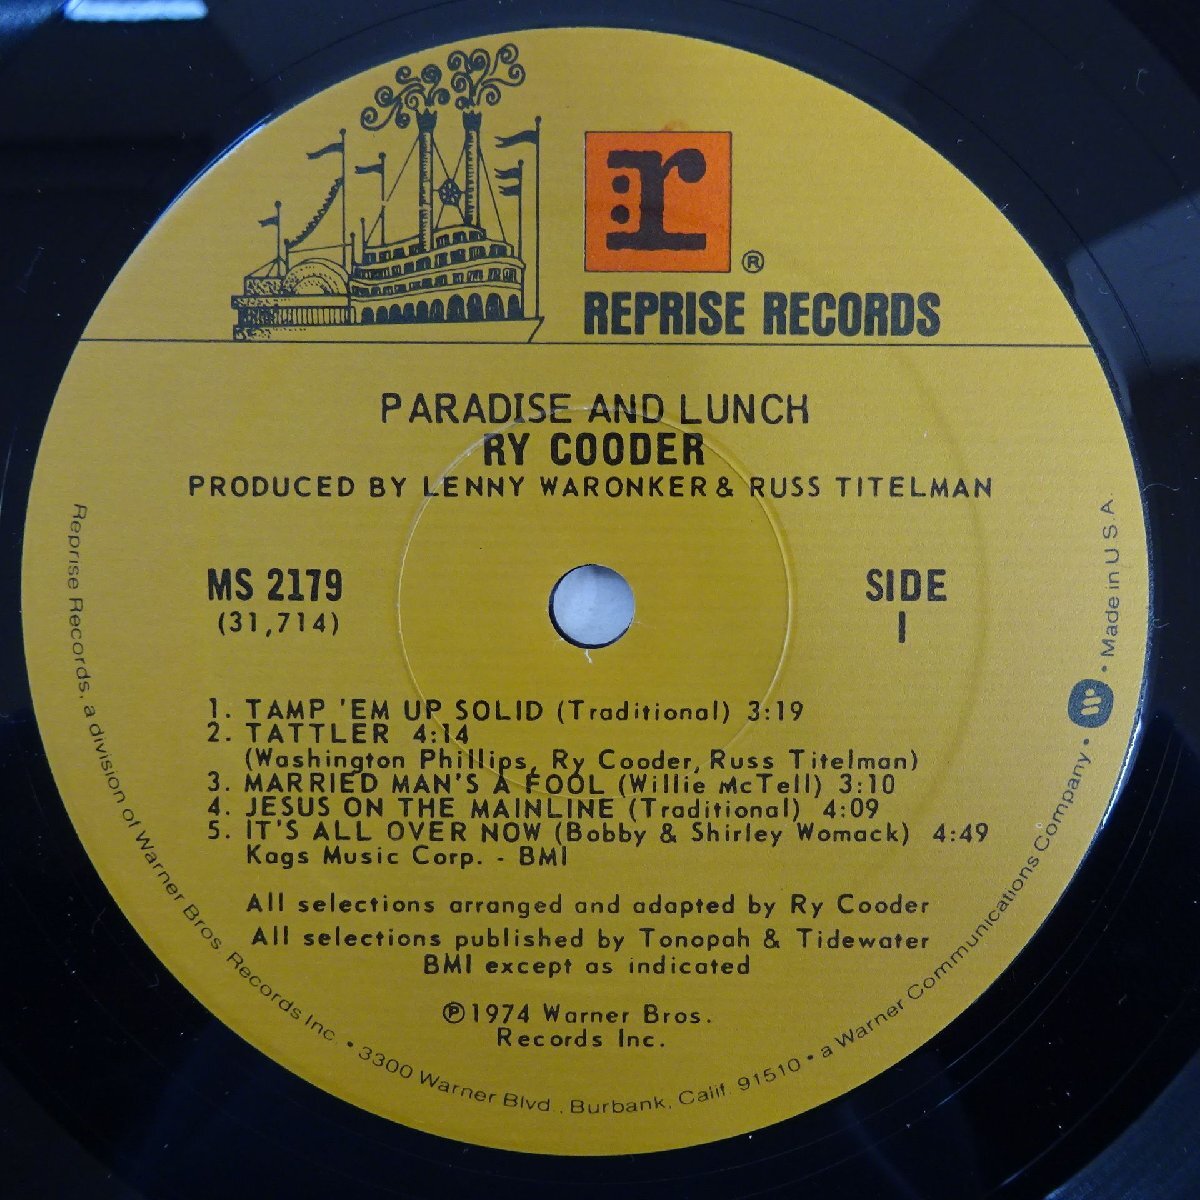 r
®
REPRISE RECORDS
PARADISE AND LUNCH
RY COODER
PRODUCED BY LENNY WARONKER & RUSS TITELMAN
MS 2179
(31,714)
SIDE
1
1. TAMP 'EM UP SOLID (Traditional) 3:19
2. TATTLER 4:14
(Washington Phillips, Ry Cooder, Russ Titelman)
3. MARRIED MAN'S A FOOL (Willie McTell) 3:10
4. JESUS ON THE MAINLINE (Traditional) 4:09
5. IT'S ALL OVER NOW (Bobby & Shirley Womack) 4:49
Kags Music Corp. - BMI
All selections arranged and adapted by Ry Cooder
All selections published by Tonopah & Tidewater
BMI except as indicated
℗1974 Warner Bros.
Records Inc.
Reprise Records, a division of Warner Bros. Records Inc. • 3300 Warner Blvd., Burbank, Calif. 91510 • a Warner Communications Company • W • Made in U.S.A.